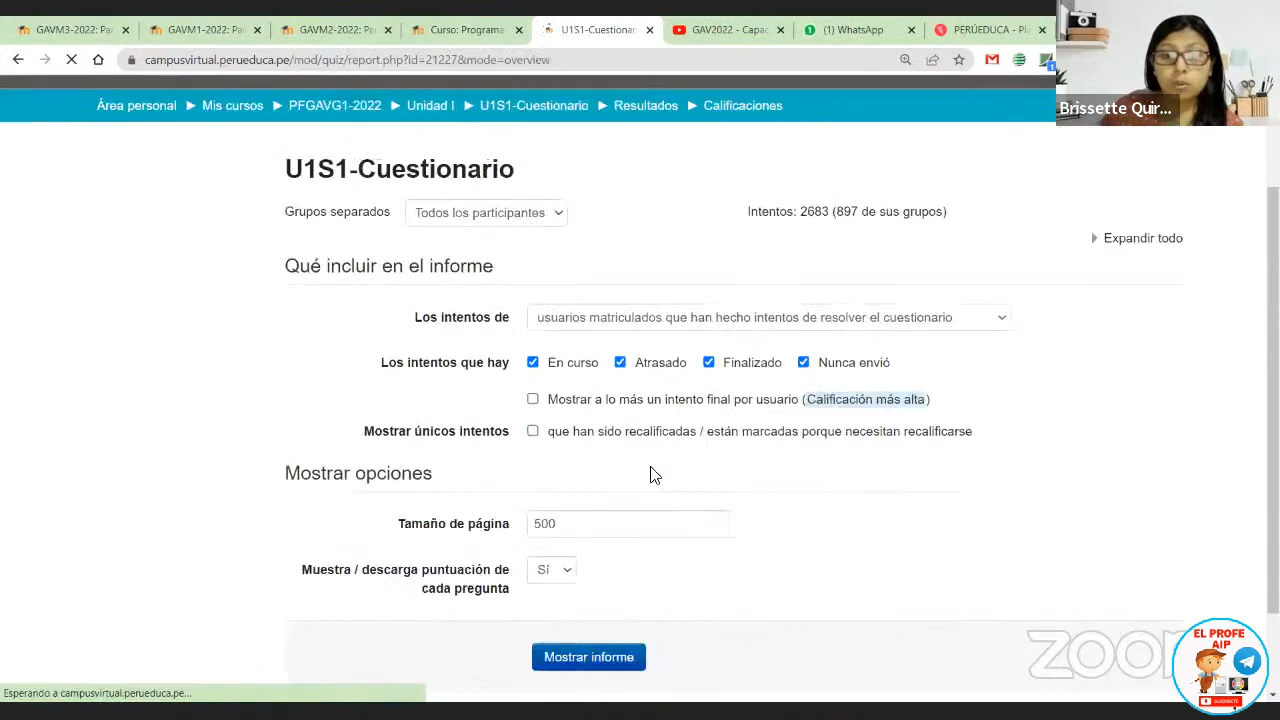 GAVM3-2022: Pa
GAVM1-2022: Pa
GAVM2-2022: Pa
Curso: Programa
U1S1-Cuestionar
GAV2022 - Capac
(1) WhatsApp
PERÚEDUCA - Pl
campusvirtual.perueduca.pe/mod/quiz/report.php?id=21227&mode=overview
Área personal ► Mis cursos ► PFGAVG1-2022 ► Unidad I ► U1S1-Cuestionario ► Resultados ► Calificaciones
Brissette Quir...
U1S1-Cuestionario
Grupos separados Todos los participantes Intentos: 2683 (897 de sus grupos)
Expandir todo
Qué incluir en el informe
Los intentos de usuarios matriculados que han hecho intentos de resolver el cuestionario
Los intentos que hay En curso Atrasado Finalizado Nunca envió
Mostrar a lo más un intento final por usuario (Calificación más alta)
Mostrar únicos intentos que han sido recalificadas / están marcadas porque necesitan recalificarse
Mostrar opciones
Tamaño de página 500
Muestra / descarga puntuación de Sí
cada pregunta
Mostrar informe
zoom
EL PROFE
AIP
Esperando a campusvirtual.perueduca.pe...